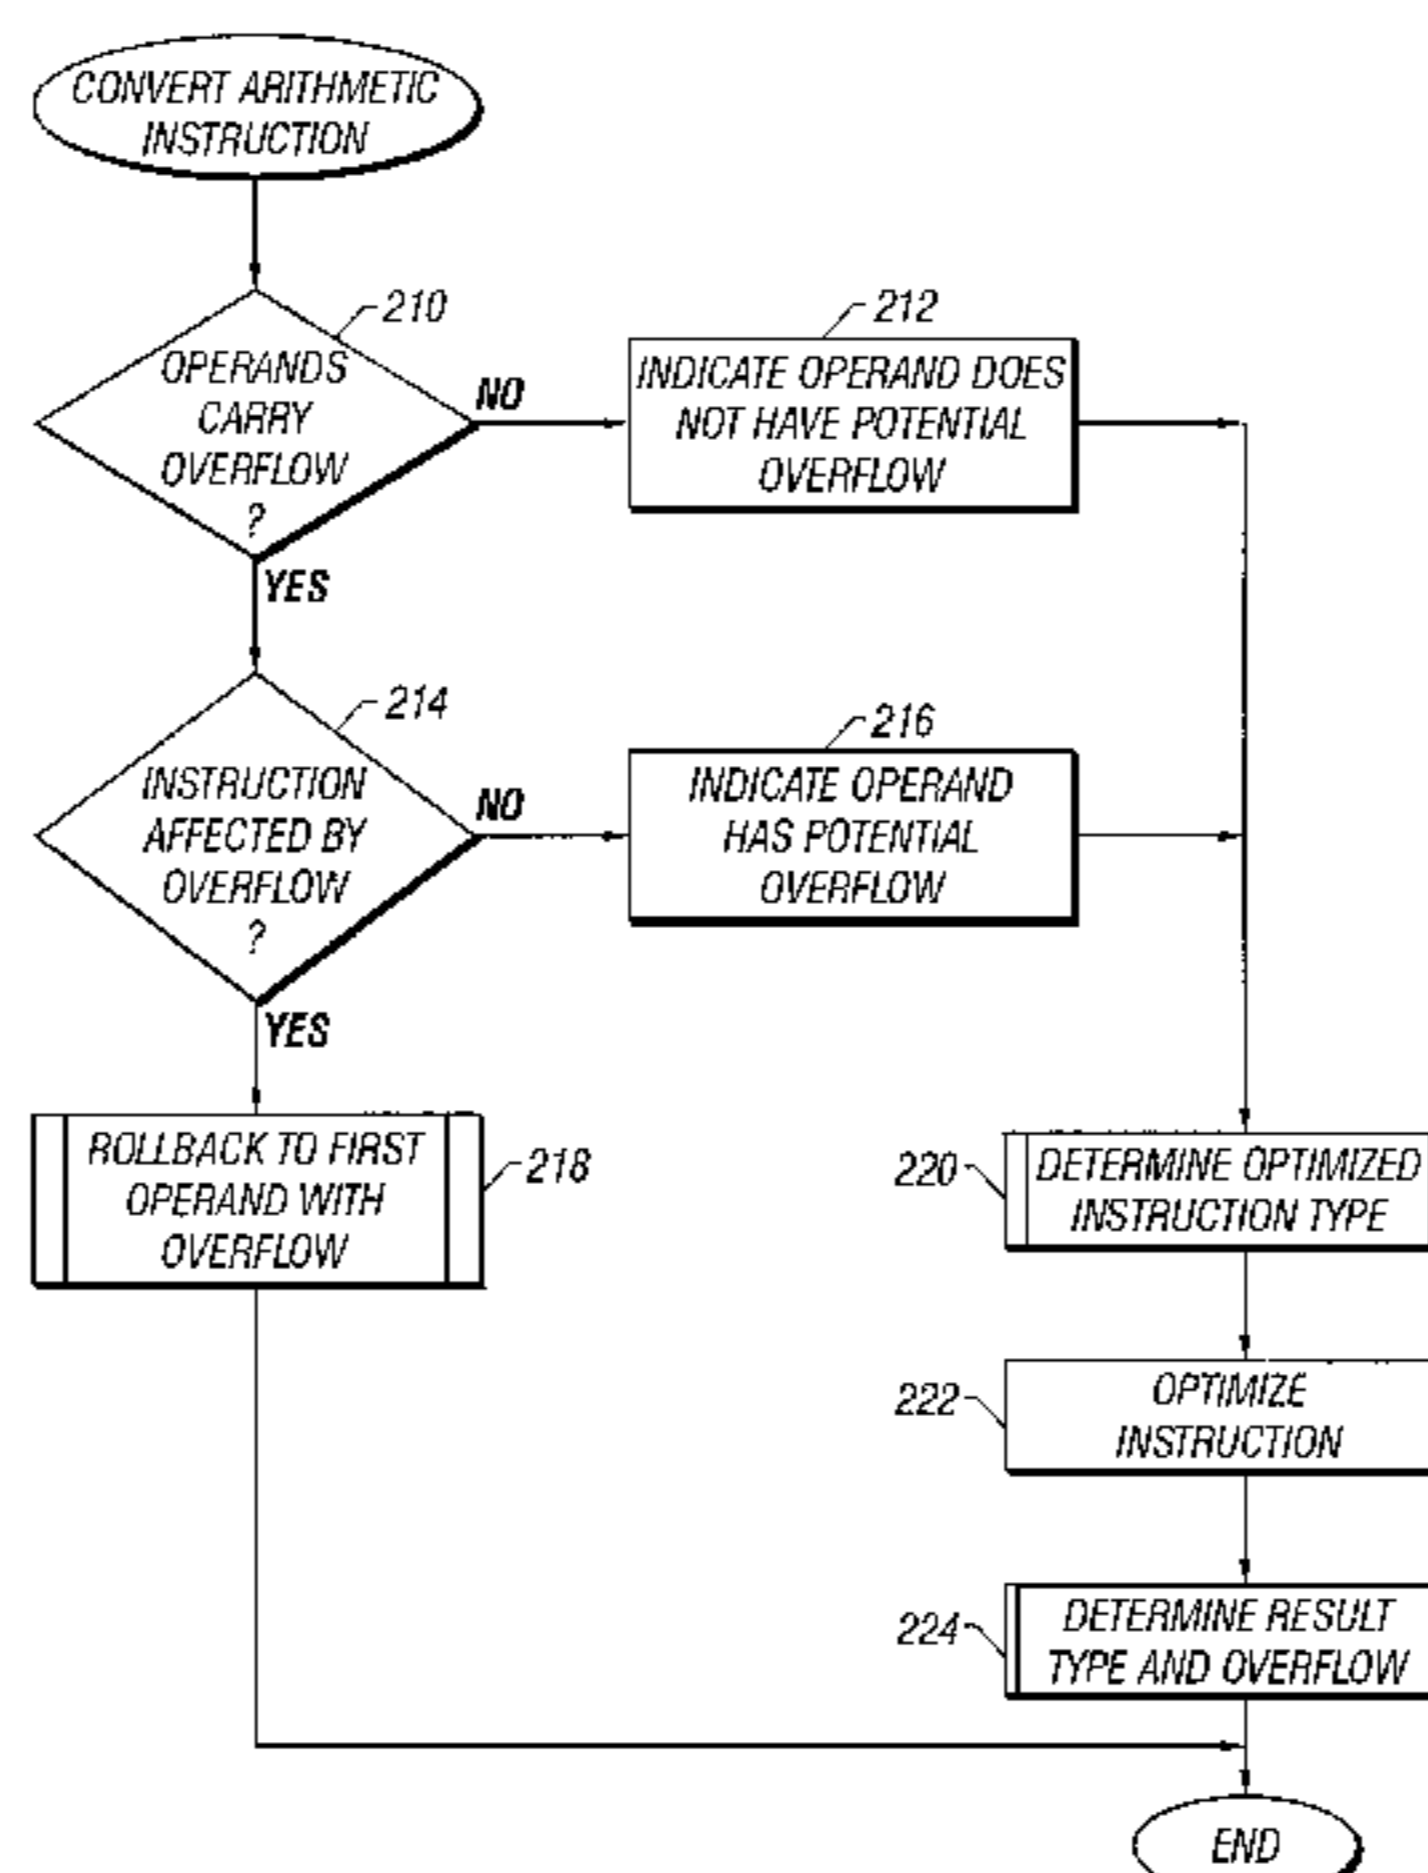 CONVERT ARITHMETIC
INSTRUCTION
210
OPERANDS
CARRY
OVERFLOW
?
NO
YES
212
INDICATE OPERAND DOES
NOT HAVE POTENTIAL
OVERFLOW
214
INSTRUCTION
AFFECTED BY
OVERFLOW
?
NO
YES
216
INDICATE OPERAND
HAS POTENTIAL
OVERFLOW
ROLLBACK TO FIRST
OPERAND WITH
OVERFLOW
218
220
DETERMINE OPTIMIZED
INSTRUCTION TYPE
222
OPTIMIZE
INSTRUCTION
224
DETERMINE RESULT
TYPE AND OVERFLOW
END